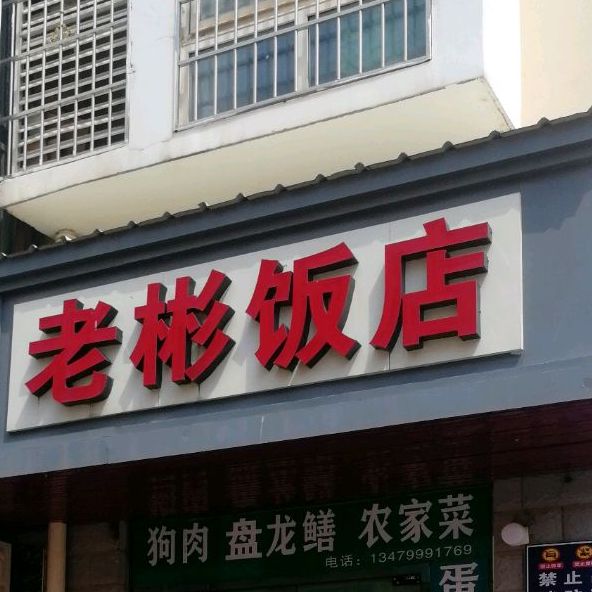 老彬饭店
狗肉 盘龙鳝 农家菜
电话：13479991769
蛋
禁止